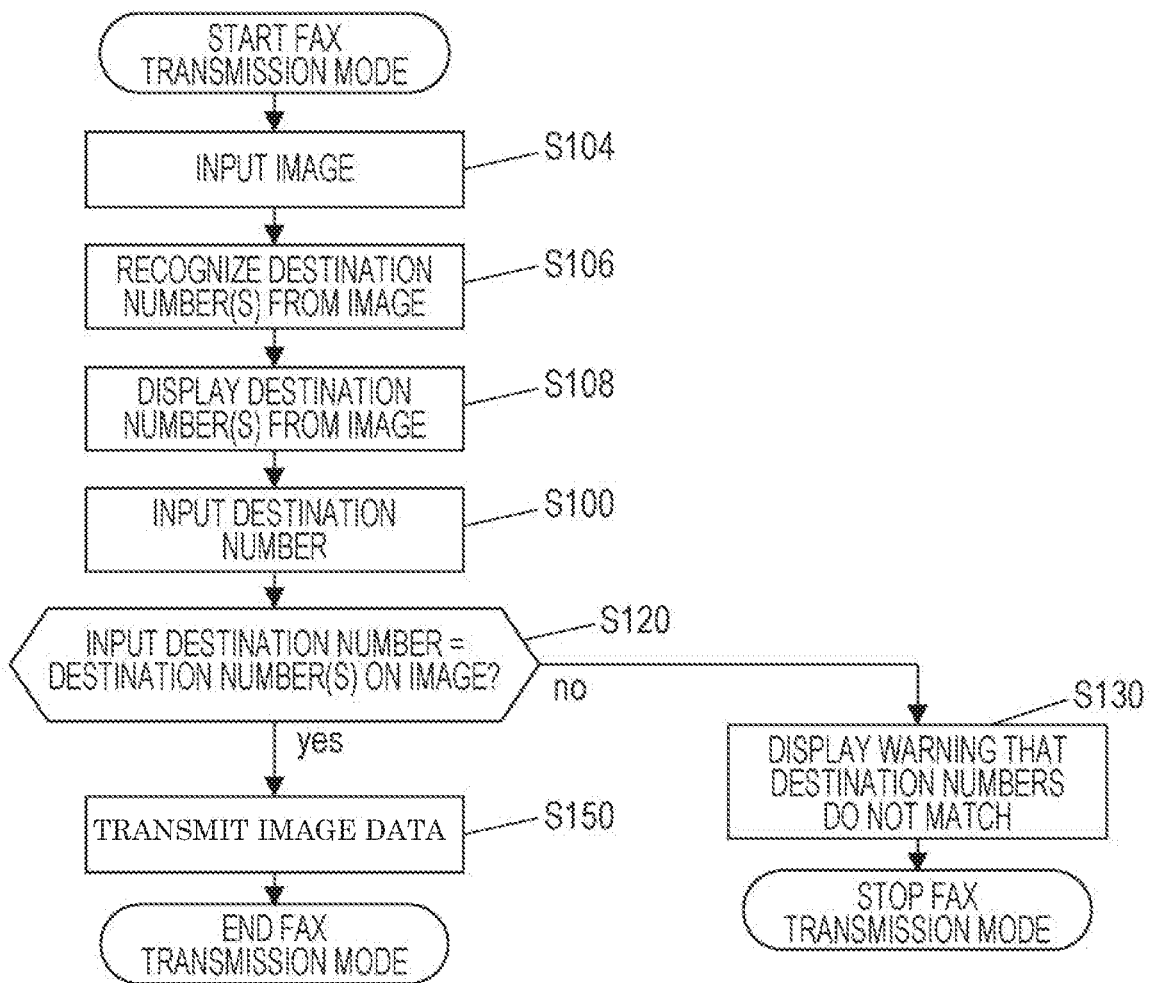 START FAX
TRANSMISSION MODE
INPUT IMAGE
S104
RECOGNIZE DESTINATION
NUMBER(S) FROM IMAGE
S106
DISPLAY DESTINATION
NUMBER(S) FROM IMAGE
S108
INPUT DESTINATION
NUMBER
S100
INPUT DESTINATION NUMBER =
DESTINATION NUMBER(S) ON IMAGE?
S120
no
yes
DISPLAY WARNING THAT
DESTINATION NUMBERS
DO NOT MATCH
S130
TRANSMIT IMAGE DATA
S150
STOP FAX
TRANSMISSION MODE
END FAX
TRANSMISSION MODE